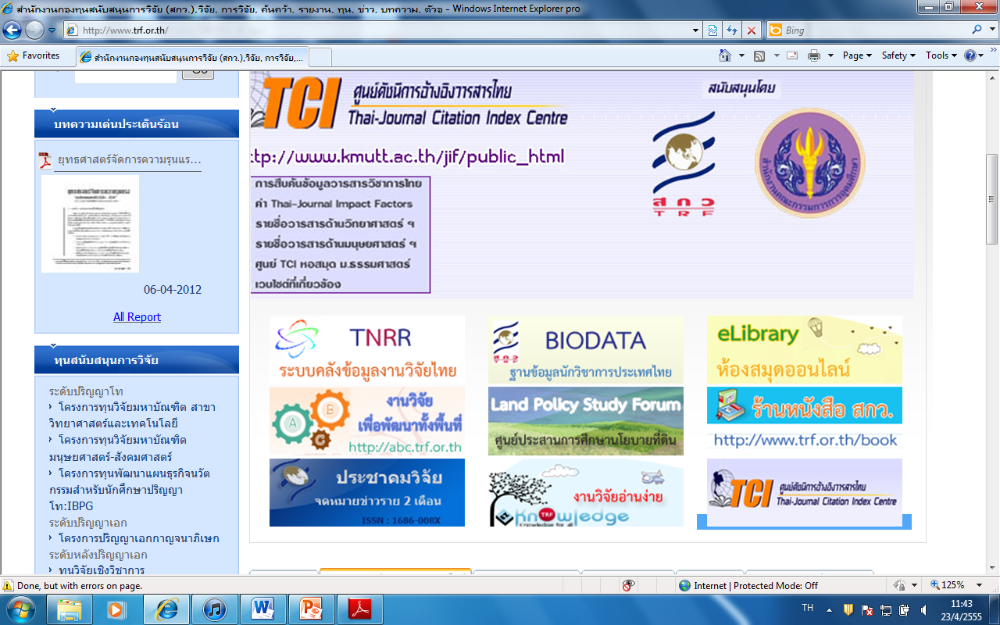 สำนักงานกองทุนสนับสนุนการวิจัย (สกว.),วิจัย, การวิจัย, ค้นคว้า, รายงาน, ทุน, ข่าว, บทความ, ตัวอ - Windows Internet Explorer pro
http://www.trf.or.th/
Bing
Favorites
สำนักงานกองทุนสนับสนุนการวิจัย (สกว.),วิจัย, การวิจัย,...
Page
Safety
Tools
Go
บทความเด่นประเด็นร้อน
ยุทธศาสตร์จัดการความรุนแร...
06-04-2012
All Report
ทุนสนับสนุนการวิจัย
ระดับปริญญาโท
โครงการทุนวิจัยมหาบัณฑิต สาขา
วิทยาศาสตร์และเทคโนโลยี
โครงการทุนวิจัยมหาบัณฑิต
มนุษยศาสตร์-สังคมศาสตร์
โครงการทุนพัฒนาแผนธุรกิจนวัต
กรรมสำหรับนักศึกษาปริญญา
โท:IBPG
ระดับปริญญาเอก
โครงการปริญญาเอกกาญจนาภิเษก
ระดับหลังปริญญาเอก
ทุนวิจัยเชิงวิชาการ
TCI
ศูนย์ดัชนีการอ้างอิงวารสารไทย
Thai-Journal Citation Index Centre
ttp://www.kmutt.ac.th/jif/public_html
การสืบค้นข้อมูลวารสารวิชาการไทย
ค่า Thai-Journal Impact Factors
รายชื่อวารสารด้านวิทยาศาสตร์ ฯ
รายชื่อวารสารด้านมนุษยศาสตร์ ฯ
ศูนย์ TCI หอสมุด ม.ธรรมศาสตร์
เวบไซต์ที่เกี่ยวข้อง
สนับสนุนโดย
สกว
TRF
สำนักงานคณะกรรมการการอุดมศึกษา
TNRR
ระบบคลังข้อมูลงานวิจัยไทย
สกว
BIODATA
ฐานข้อมูลนักวิชาการประเทศไทย
eLibrary
ห้องสมุดออนไลน์
A B C
งานวิจัย
เพื่อพัฒนาทั้งพื้นที่
http://abc.trf.or.th
Land Policy Study Forum
ศูนย์ประสานการศึกษานโยบายที่ดิน
ร้านหนังสือ สกว.
http://www.trf.or.th/book
ประชาคมวิจัย
จดหมายข่าวราย 2 เดือน
ISSN : 1686-008X
งานวิจัยอ่านง่าย
TRF
Knowledge
Knowledge for all
TCI
ศูนย์ดัชนีการอ้างอิงวารสารไทย
Thai-Journal Citation Index Centre
Done, but with errors on page.
Internet | Protected Mode: Off
125%
TH
11:43
23/4/2555